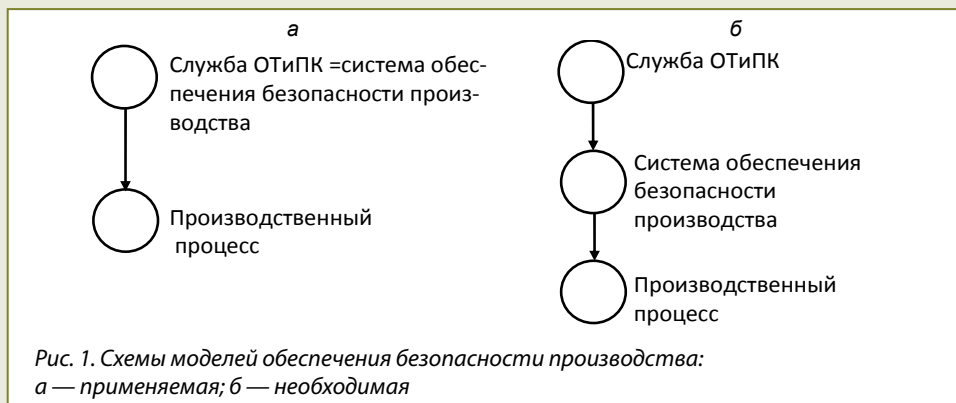 а
Служба ОТиПК =система обес-
печения безопасности произ-
водства
Производственный
процесс
б
Служба ОТиПК
Система обеспечения
безопасности
производства
Производственный
процесс
Рис. 1. Схемы моделей обеспечения безопасности производства:
а — применяемая; б — необходимая